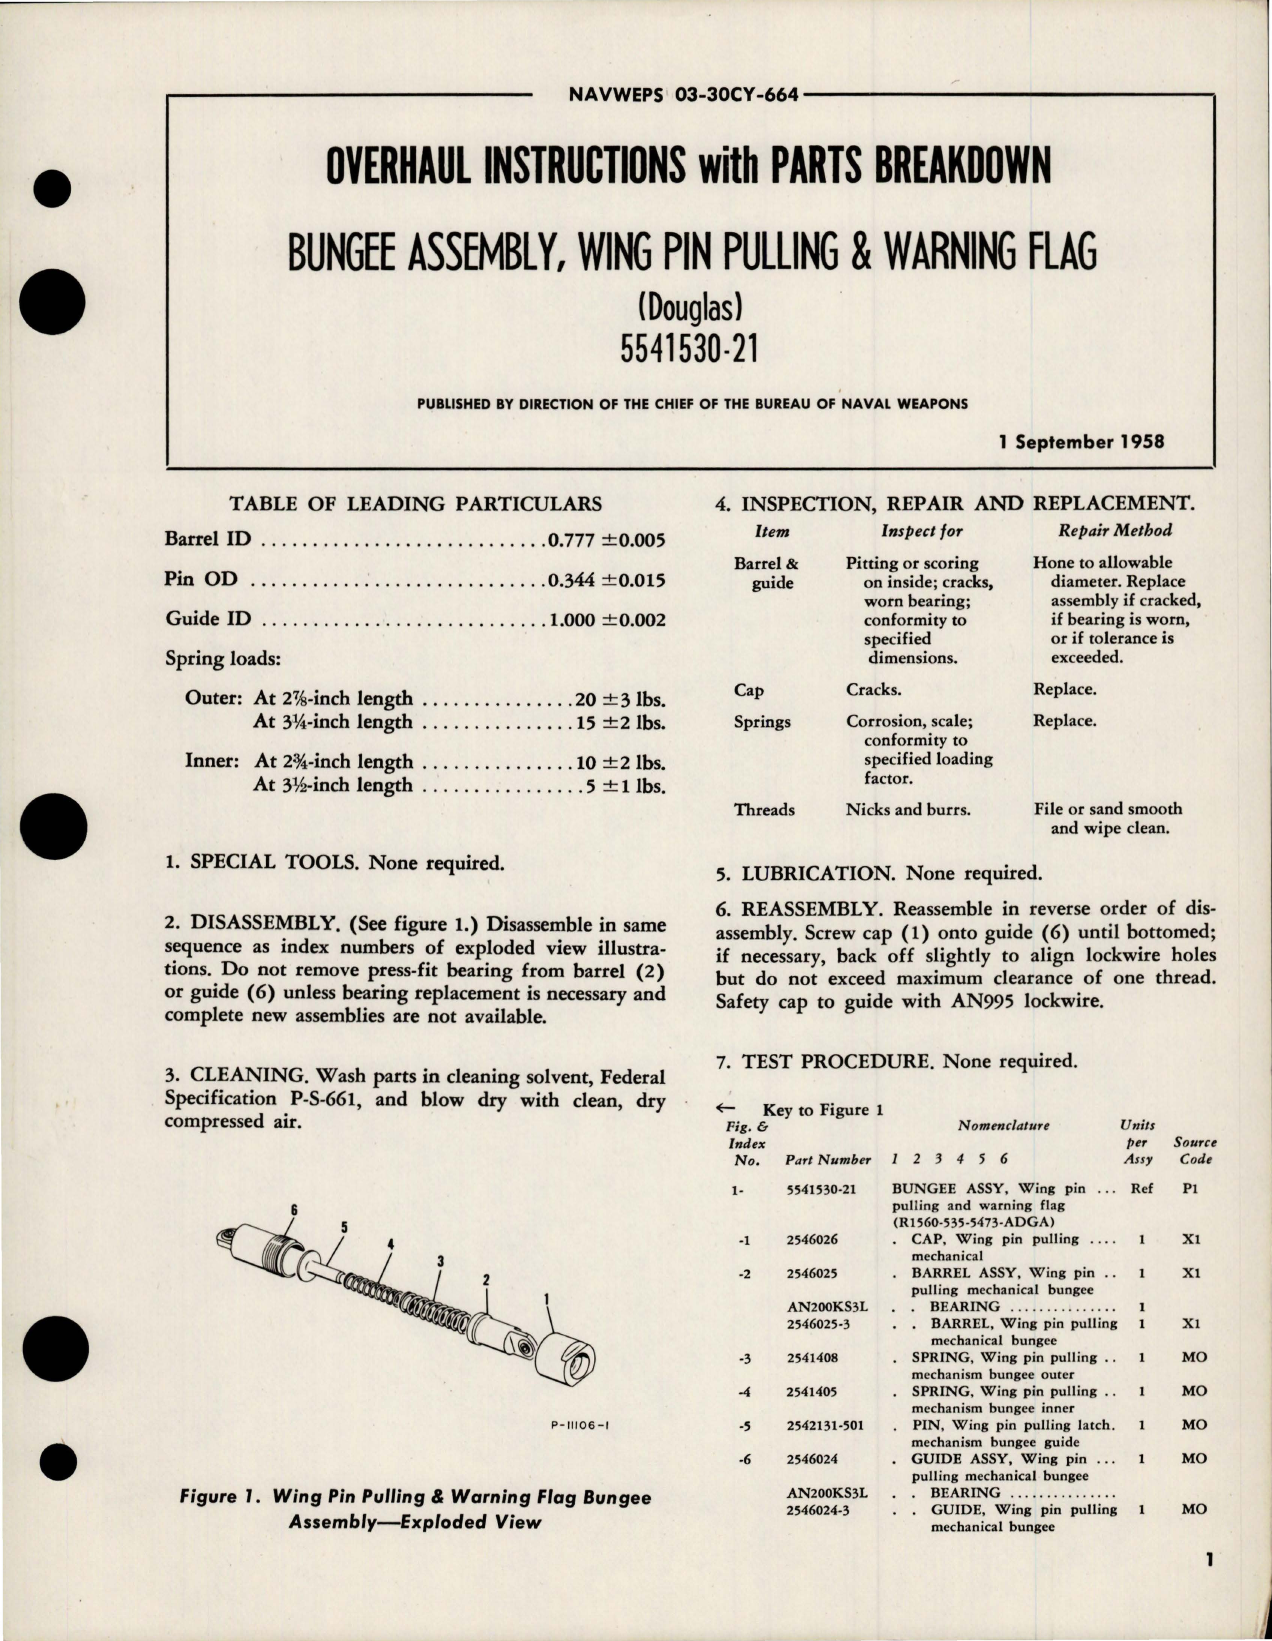 NAVWEPS 03-30CY-664
OVERHAUL INSTRUCTIONS with PARTS BREAKDOWN
BUNGEE ASSEMBLY, WING PIN PULLING & WARNING FLAG
(Douglas)
5541530-21
PUBLISHED BY DIRECTION OF THE CHIEF OF THE BUREAU OF NAVAL WEAPONS
1 September 1958
TABLE OF LEADING PARTICULARS
Barrel ID ............................0.777 ±0.005
Pin OD .............................0.344 ±0.015
Guide ID ............................1.000 ±0.002
Spring loads:
Outer: At 2⅞-inch length ...............20 ±3 lbs.
At 3¼-inch length ...............15 ±2 lbs.
Inner: At 2¾-inch length ...............10 ±2 lbs.
At 3½-inch length ................5 ±1 lbs.
1. SPECIAL TOOLS. None required.
2. DISASSEMBLY. (See figure 1.) Disassemble in same
sequence as index numbers of exploded view illustra-
tions. Do not remove press-fit bearing from barrel (2)
or guide (6) unless bearing replacement is necessary and
complete new assemblies are not available.
3. CLEANING. Wash parts in cleaning solvent, Federal
Specification P-S-661, and blow dry with clean, dry
compressed air.
6
5
4
3
2
1
P-11106-1
Figure 1. Wing Pin Pulling & Warning Flag Bungee
Assembly—Exploded View
4. INSPECTION, REPAIR AND REPLACEMENT.
Item Inspect for Repair Method
Barrel & Pitting or scoring Hone to allowable
guide on inside; cracks, diameter. Replace
worn bearing; assembly if cracked,
conformity to if bearing is worn,
specified or if tolerance is
dimensions. exceeded.
Cap Cracks. Replace.
Springs Corrosion, scale; Replace.
conformity to
specified loading
factor.
Threads Nicks and burrs. File or sand smooth
and wipe clean.
5. LUBRICATION. None required.
6. REASSEMBLY. Reassemble in reverse order of dis-
assembly. Screw cap (1) onto guide (6) until bottomed;
if necessary, back off slightly to align lockwire holes
but do not exceed maximum clearance of one thread.
Safety cap to guide with AN995 lockwire.
7. TEST PROCEDURE. None required.
← Key to Figure 1
Fig. & Nomenclature Units
Index per Source
No. Part Number 1 2 3 4 5 6 Assy Code
1- 5541530-21 BUNGEE ASSY, Wing pin ... Ref P1
pulling and warning flag
(R1560-535-5473-ADGA)
-1 2546026 . CAP, Wing pin pulling .... 1 X1
mechanical
-2 2546025 . BARREL ASSY, Wing pin .. 1 X1
pulling mechanical bungee
AN200KS3L . . BEARING ............... 1
2546025-3 . . BARREL, Wing pin pulling 1 X1
mechanical bungee
-3 2541408 . SPRING, Wing pin pulling .. 1 MO
mechanism bungee outer
-4 2541405 . SPRING, Wing pin pulling .. 1 MO
mechanism bungee inner
-5 2542131-501 . PIN, Wing pin pulling latch. 1 MO
mechanism bungee guide
-6 2546024 . GUIDE ASSY, Wing pin ... 1 MO
pulling mechanical bungee
AN200KS3L . . BEARING ...............
2546024-3 . . GUIDE, Wing pin pulling 1 MO
mechanical bungee
1